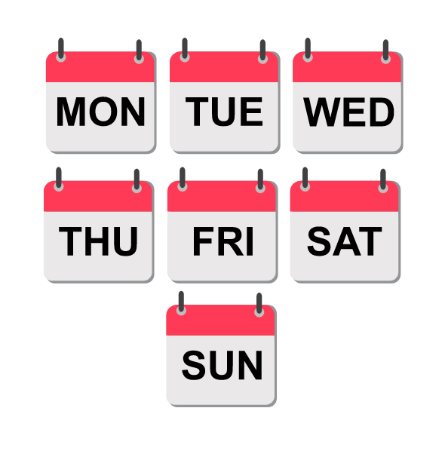 MON TUE WED
THU FRI SAT
SUN